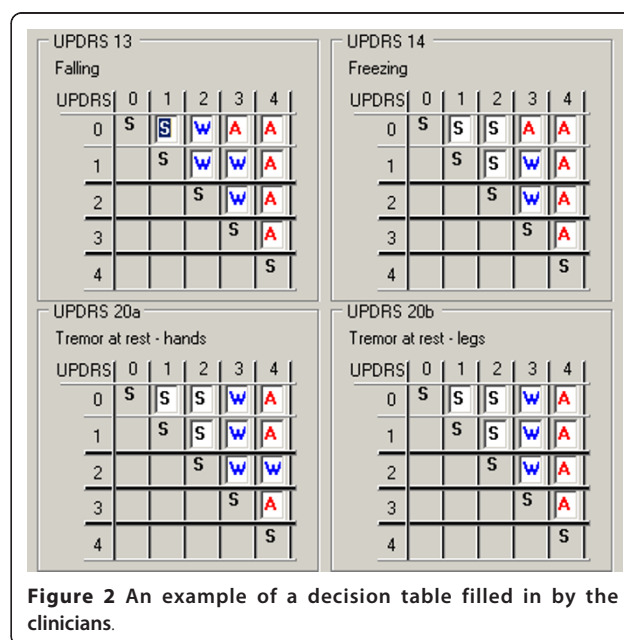 UPDRS 13
Falling
UPDRS 0 1 2 3 4
0 S S W A A
1 S W W A
2 S W A
3 S A
4 S
UPDRS 14
Freezing
UPDRS 0 1 2 3 4
0 S S S A A
1 S S W A
2 S W A
3 S A
4 S
UPDRS 20a
Tremor at rest - hands
UPDRS 0 1 2 3 4
0 S S S W A
1 S S W A
2 S W W
3 S A
4 S
UPDRS 20b
Tremor at rest - legs
UPDRS 0 1 2 3 4
0 S S S W A
1 S S W A
2 S W A
3 S A
4 S
Figure 2 An example of a decision table filled in by the
clinicians.